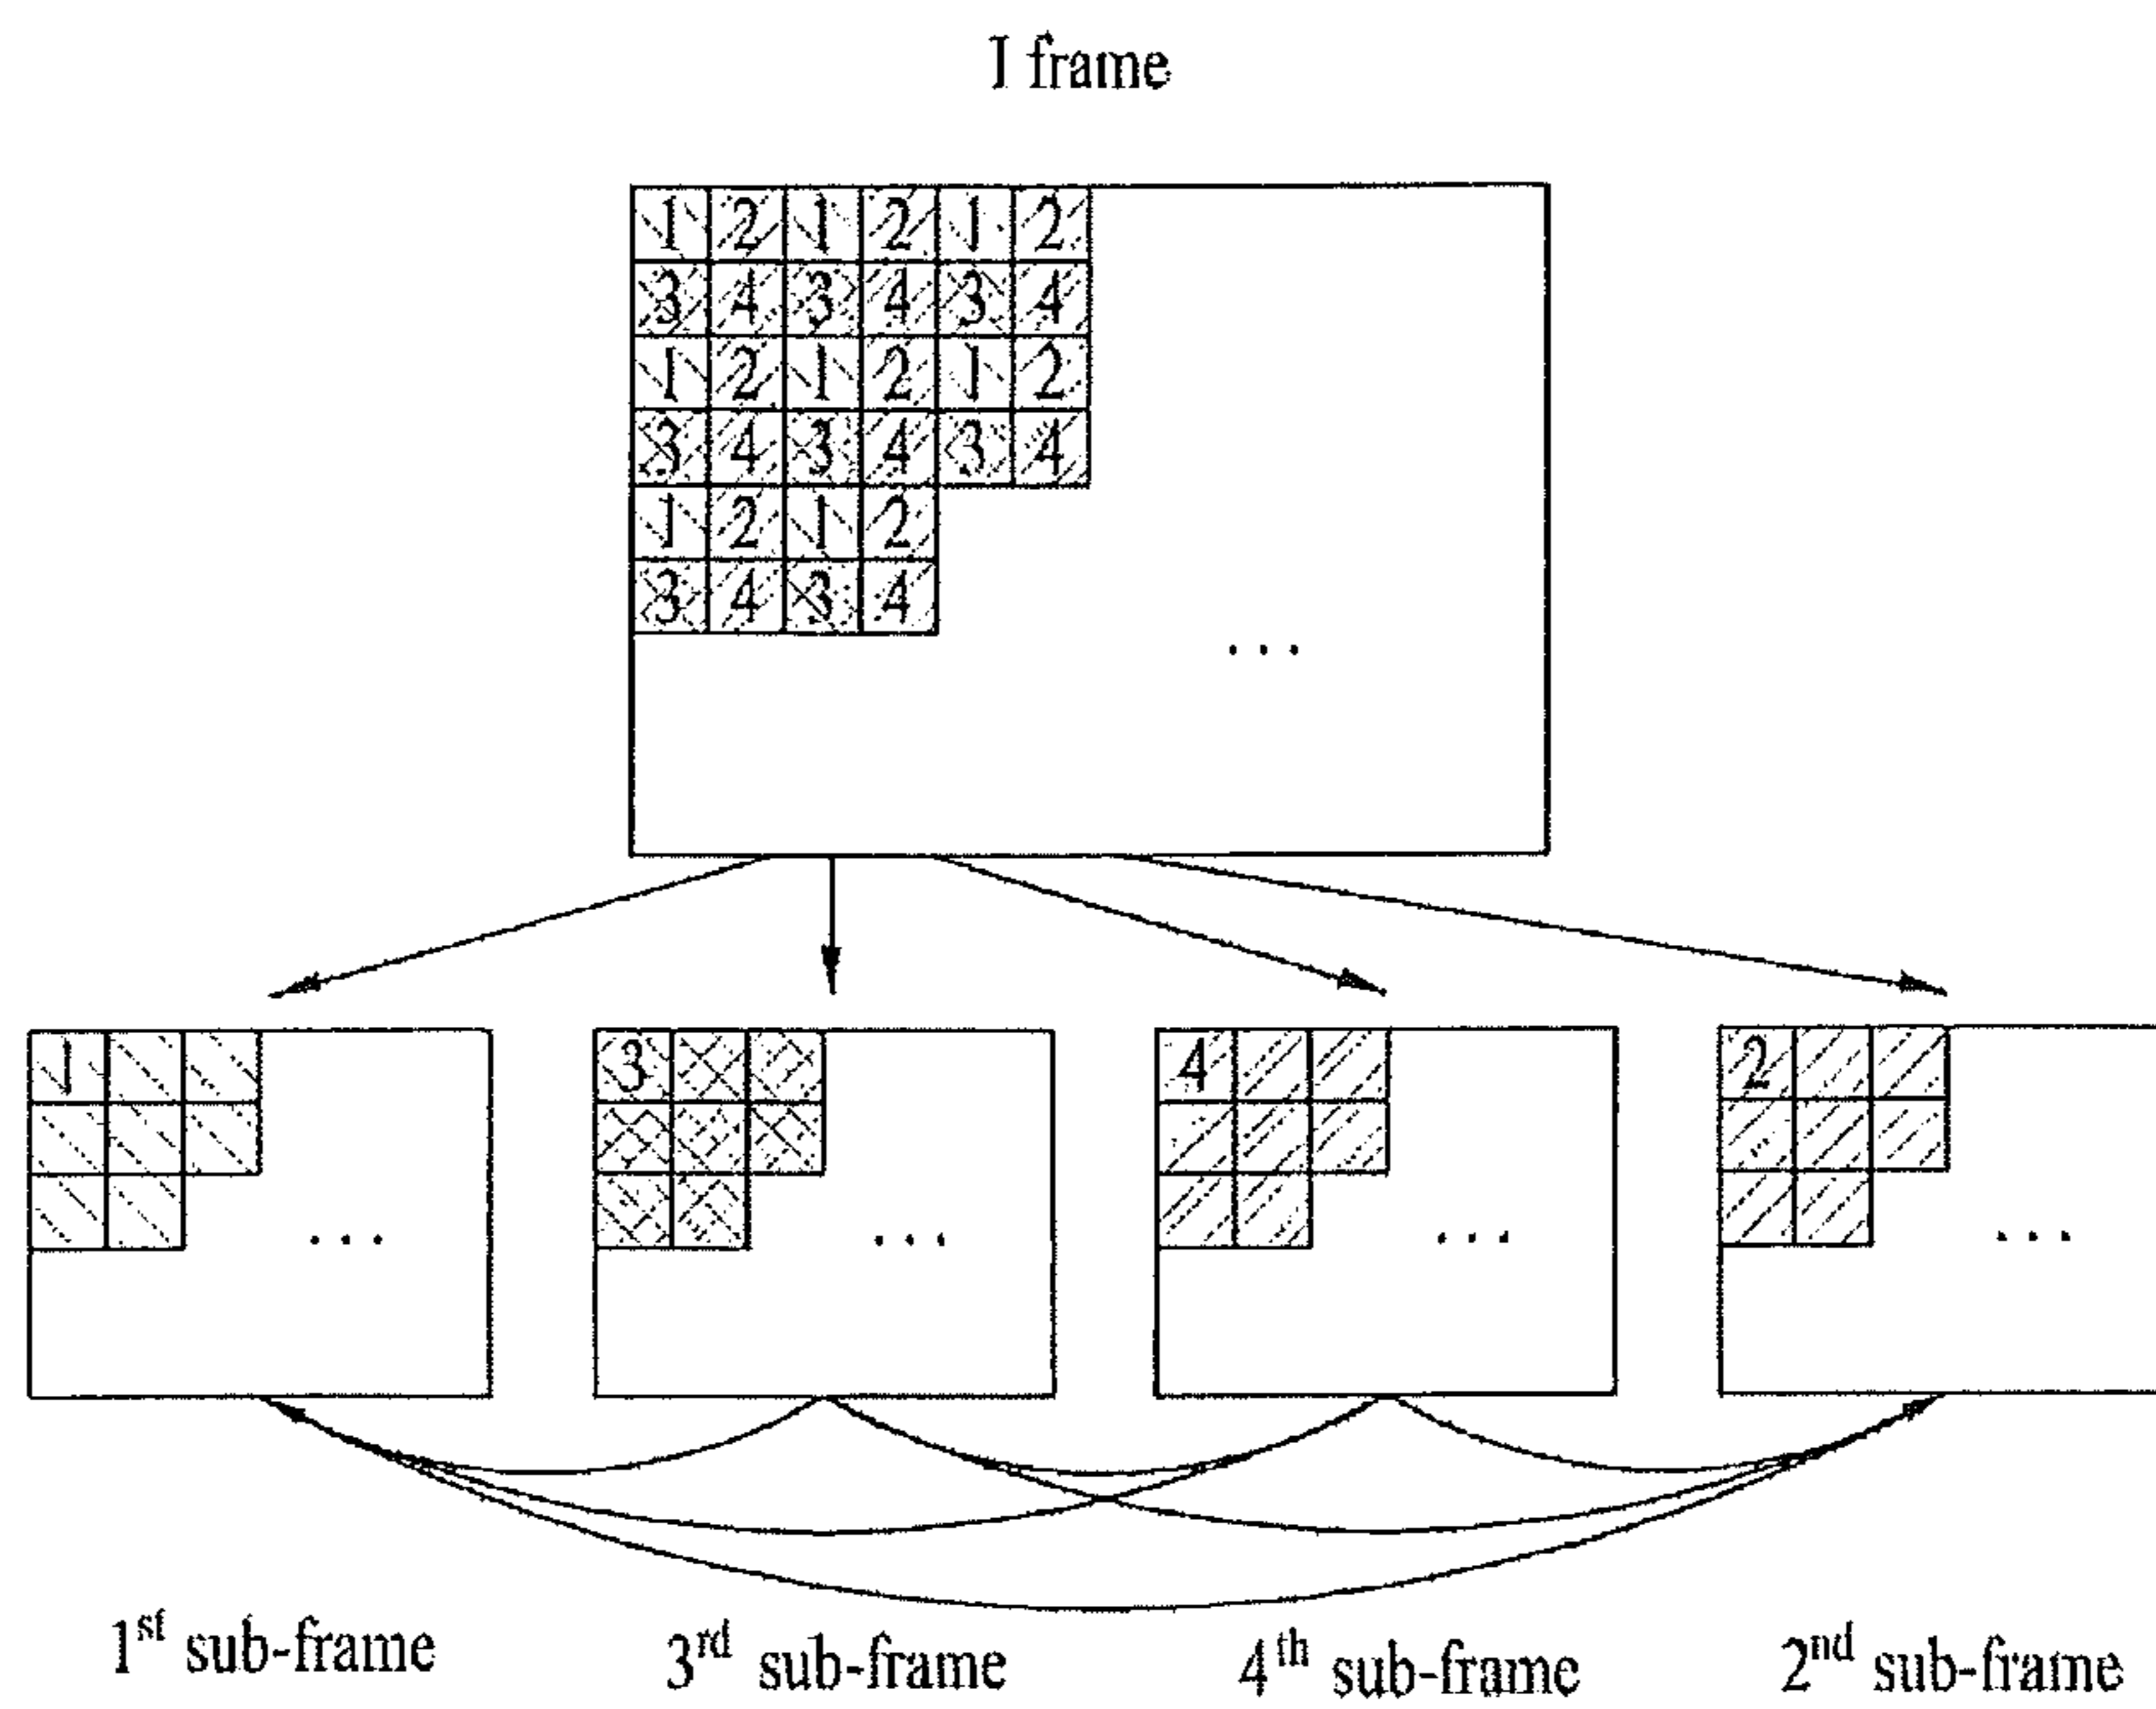 I frame
1 2 1 2 1 2
3 4 3 4 3 4
1 2 1 2 1 2
3 4 3 4 3 4
1 2 1 2
3 4 3 4
...
1 3 4 2
... ... ... ...
1st sub-frame 3rd sub-frame 4th sub-frame 2nd sub-frame